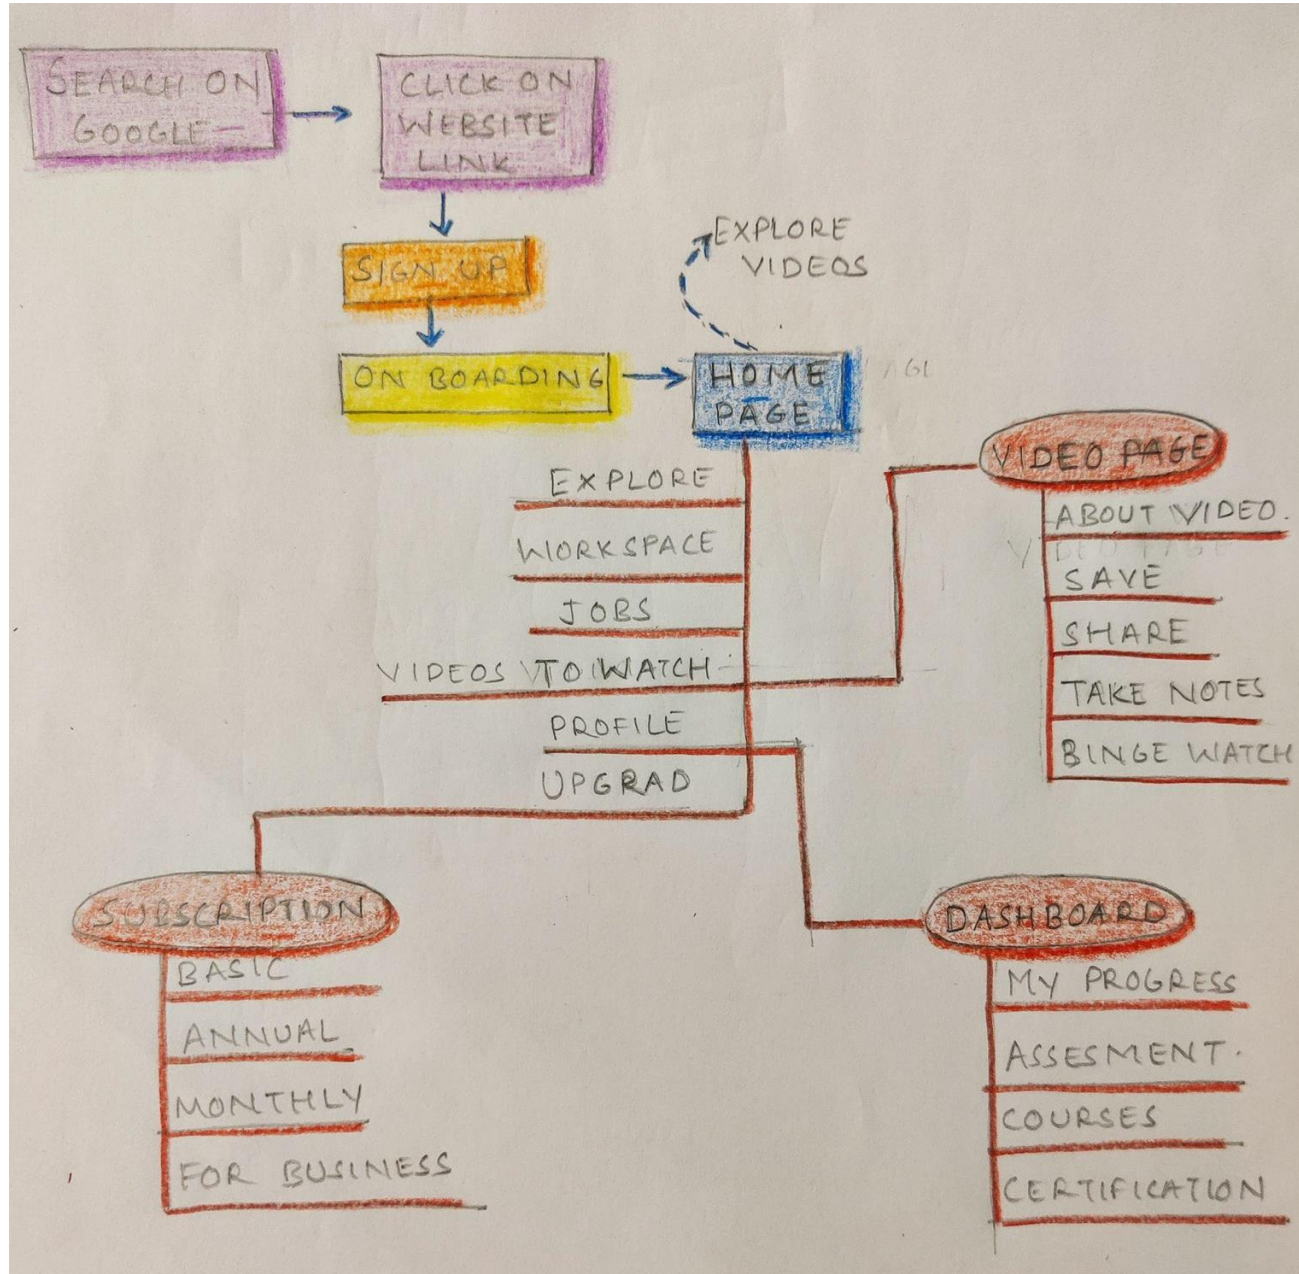 SEARCH ON
GOOGLE
CLICK ON
WEBSITE
LINK
SIGN UP
EXPLORE
VIDEOS
ON BOARDING
HOME
PAGE
EXPLORE
WORKSPACE
JOBS
VIDEOS TO WATCH
PROFILE
UPGRAD
VIDEO PAGE
ABOUT VIDEO.
VIDEO PAGE
SAVE
SHARE
TAKE NOTES
BINGE WATCH
SUBSCRIPTION
BASIC
ANNUAL
MONTHLY
FOR BUSINESS
DASHBOARD
MY PROGRESS
ASSESMENT.
COURSES
CERTIFICATION